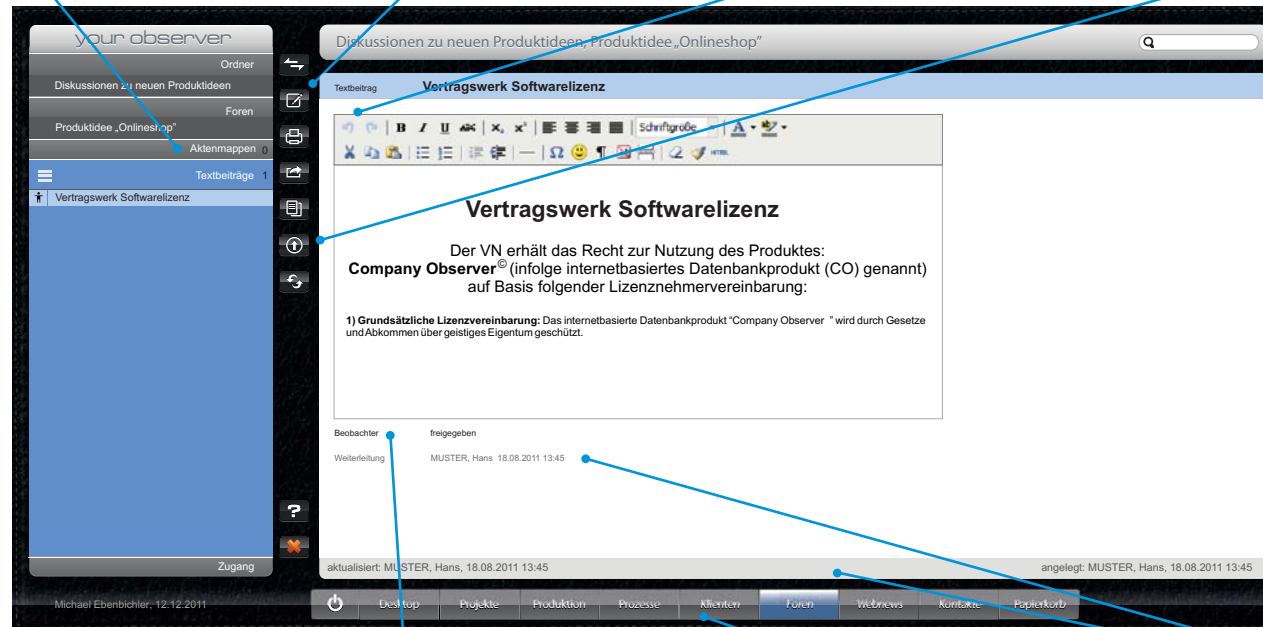 your observer
Ordner
Diskussionen zu neuen Produktideen
Foren
Produktidee „Onlineshop”
Aktenmappen 0
Textbeiträge 1
Vertragswerk Softwarelizenz
Zugang
Michael Ebenbichler, 12.12.2011
Diskussionen zu neuen Produktideen, Produktidee „Onlineshop”
Textbeitrag Vertragswerk Softwarelizenz
B I U ABC x₂ x² Schriftgröße A
Ω ¶ HTML
Vertragswerk Softwarelizenz
Der VN erhält das Recht zur Nutzung des Produktes:
Company Observer© (infolge internetbasiertes Datenbankprodukt (CO) genannt)
auf Basis folgender Lizenznehmervereinbarung:
1) Grundsätzliche Lizenzvereinbarung: Das internetbasierte Datenbankprodukt “Company Observer ” wird durch Gesetze
und Abkommen über geistiges Eigentum geschützt.
Beobachter freigegeben
Weiterleitung MUSTER, Hans 18.08.2011 13:45
?
aktualisiert: MUSTER, Hans, 18.08.2011 13:45 angelegt: MUSTER, Hans, 18.08.2011 13:45
Desktop Projekte Produktion Prozesse Klienten Foren Webnews Kontakte Papierkorb